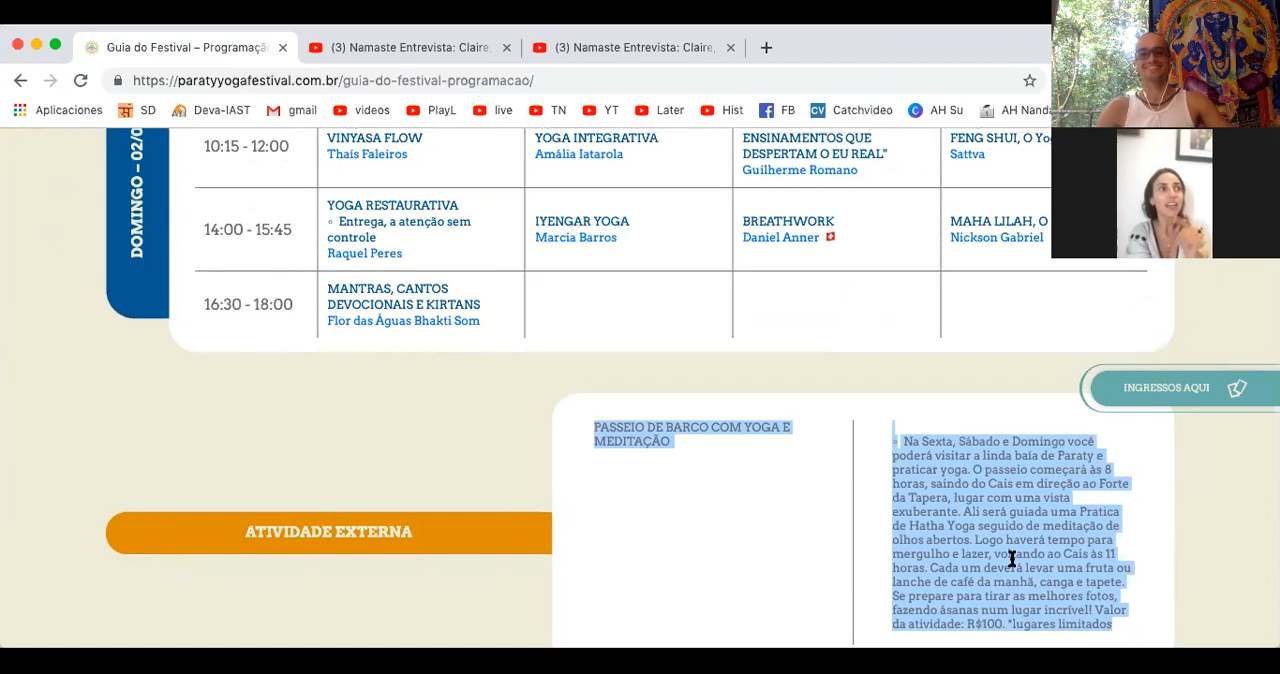 Guia do Festival – Programação
(3) Namaste Entrevista: Claire,
(3) Namaste Entrevista: Claire,
https://paratyyogafestival.com.br/guia-do-festival-programacao/
Aplicaciones SD Deva-IAST gmail videos PlayL live TN YT Later Hist FB Catchvideo AH Su AH Nanda
DOMINGO – 02/0
10:15 - 12:00
VINYASA FLOW
Thaís Faleiros
YOGA INTEGRATIVA
Amália Iatarola
ENSINAMENTOS QUE
DESPERTAM O EU REAL"
Guilherme Romano
FENG SHUI, O
Sattva
14:00 - 15:45
YOGA RESTAURATIVA
◦ Entrega, a atenção sem
controle
Raquel Peres
IYENGAR YOGA
Marcia Barros
BREATHWORK
Daniel Anner
MAHA LILAH, O
Nickson Gabriel
16:30 - 18:00
MANTRAS, CANTOS
DEVOCIONAIS E KIRTANS
Flor das Águas Bhakti Som
INGRESSOS AQUI
ATIVIDADE EXTERNA
PASSEIO DE BARCO COM YOGA E
MEDITAÇÃO
◦ Na Sexta, Sábado e Domingo você
poderá visitar a linda baía de Paraty e
praticar yoga. O passeio começará às 8
horas, saindo do Cais em direção ao Forte
da Tapera, lugar com uma vista
exuberante. Ali será guiada uma Pratica
de Hatha Yoga seguido de meditação de
olhos abertos. Logo haverá tempo para
mergulho e lazer, voltando ao Cais às 11
horas. Cada um deverá levar uma fruta ou
lanche de café da manhã, canga e tapete.
Se prepare para tirar as melhores fotos,
fazendo ásanas num lugar incrível! Valor
da atividade: R$100. *lugares limitados